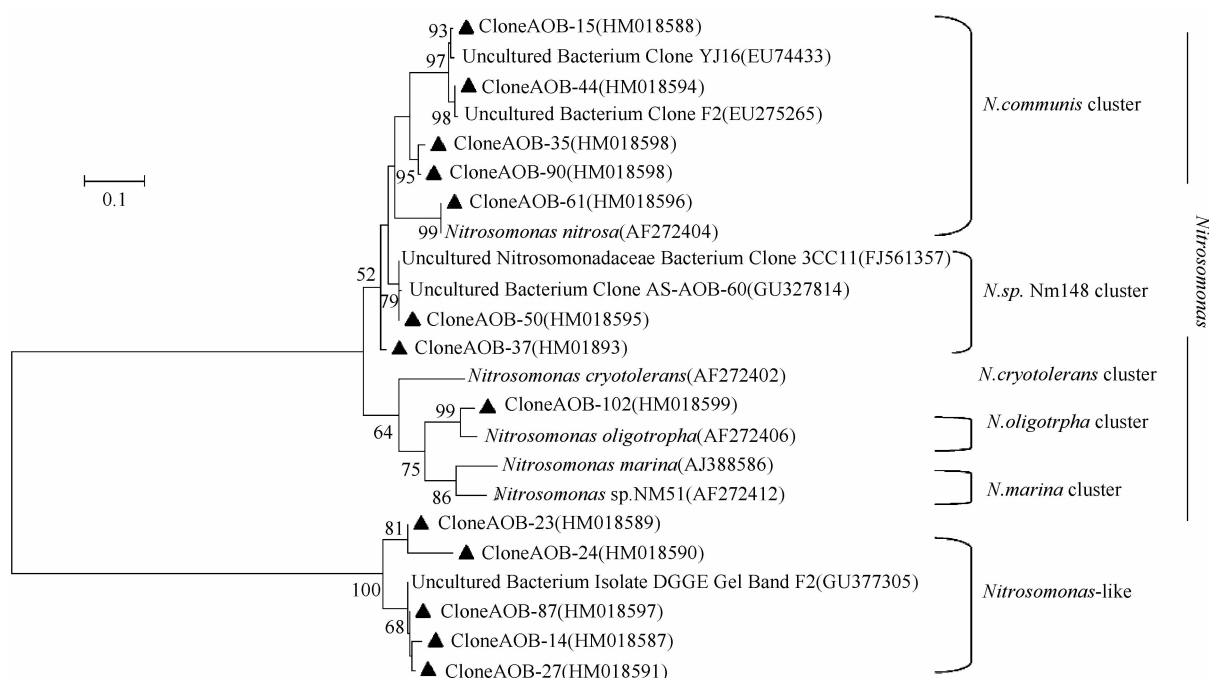 93
CloneAOB-15(HM018588)
Uncultured Bacterium Clone YJ16(EU74433)
97
CloneAOB-44(HM018594)
98
Uncultured Bacterium Clone F2(EU275265)
N.communis cluster
CloneAOB-35(HM018598)
95
CloneAOB-90(HM018598)
0.1
CloneAOB-61(HM018596)
99
Nitrosomonas nitrosa(AF272404)
Uncultured Nitrosomonadaceae Bacterium Clone 3CC11(FJ561357)
52
Uncultured Bacterium Clone AS-AOB-60(GU327814)
79
N.sp. Nm148 cluster
CloneAOB-50(HM018595)
CloneAOB-37(HM01893)
Nitrosomonas
Nitrosomonas cryotolerans(AF272402)
N.cryotolerans cluster
CloneAOB-102(HM018599)
99
64
Nitrosomonas oligotropha(AF272406)
N.oligotrpha cluster
75
Nitrosomonas marina(AJ388586)
86
Nitrosomonas sp.NM51(AF272412)
N.marina cluster
81
CloneAOB-23(HM018589)
CloneAOB-24(HM018590)
100
Uncultured Bacterium Isolate DGGE Gel Band F2(GU377305)
Nitrosomonas-like
CloneAOB-87(HM018597)
68
CloneAOB-14(HM018587)
CloneAOB-27(HM018591)